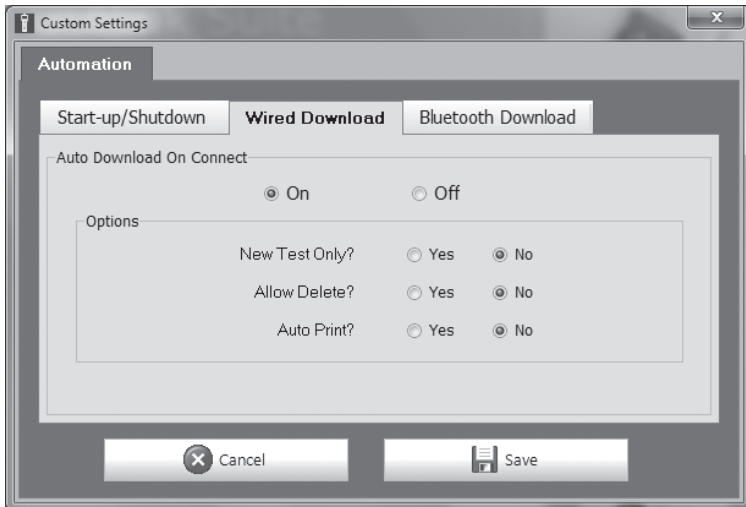 Custom Settings
x
Automation
Start-up/Shutdown Wired Download Bluetooth Download
Auto Download On Connect
On Off
Options
New Test Only? Yes No
Allow Delete? Yes No
Auto Print? Yes No
Cancel Save